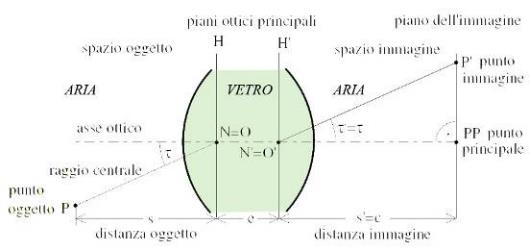 piani ottici principali
piano dell'immagine
spazio oggetto
H
H'
spazio immagine
P' punto
immagine
ARIA
VETRO
ARIA
asse ottico
N=O
N'=O'
τ
τ=τ
PP punto
principale
raggio centrale
punto
oggetto P
s
e
s'=c
distanza oggetto
distanza immagine